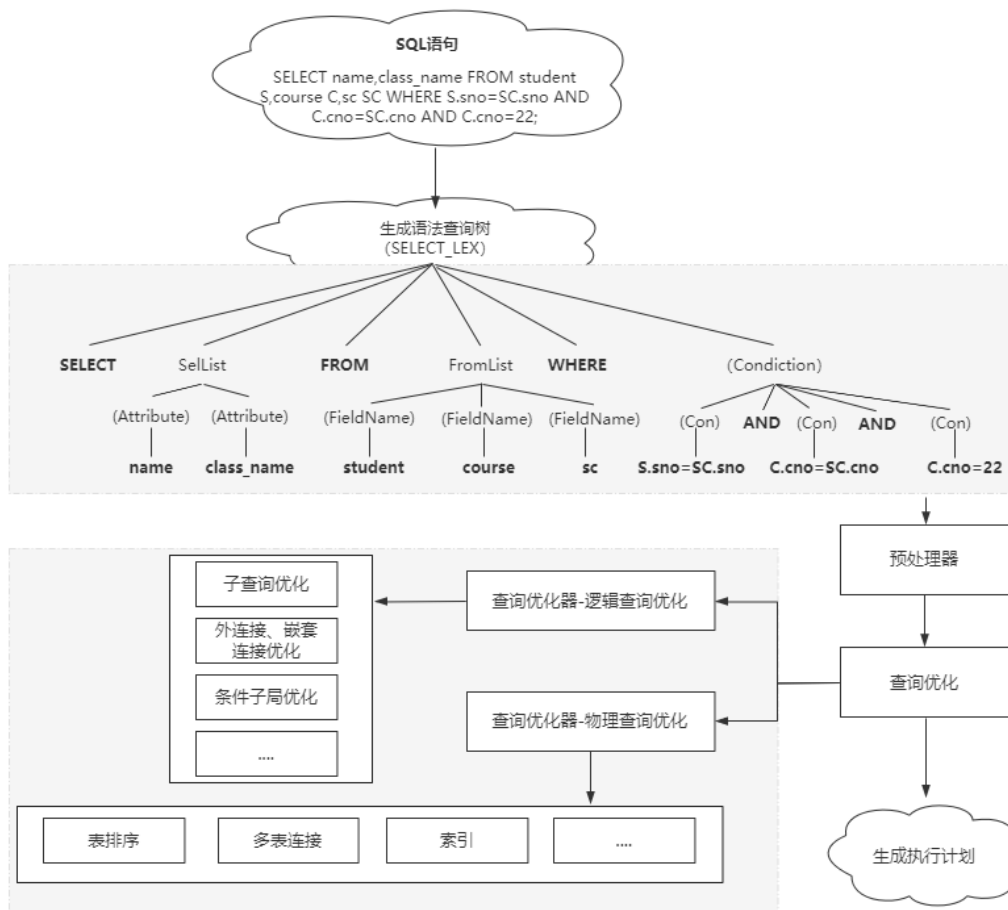 SQL语句
SELECT name,class_name FROM student
S,course C,sc SC WHERE S.sno=SC.sno AND
C.cno=SC.cno AND C.cno=22;
生成语法查询树
（SELECT_LEX）
SELECT SelList FROM FromList WHERE (Condiction)
(Attribute) (Attribute) (FieldName) (FieldName) (FieldName) (Con) AND (Con) AND (Con)
name class_name student course sc S.sno=SC.sno C.cno=SC.cno C.cno=22
预处理器
子查询优化
查询优化器-逻辑查询优化
外连接、嵌套
连接优化
条件子局优化
查询优化
查询优化器-物理查询优化
....
表排序 多表连接 索引 ....
生成执行计划